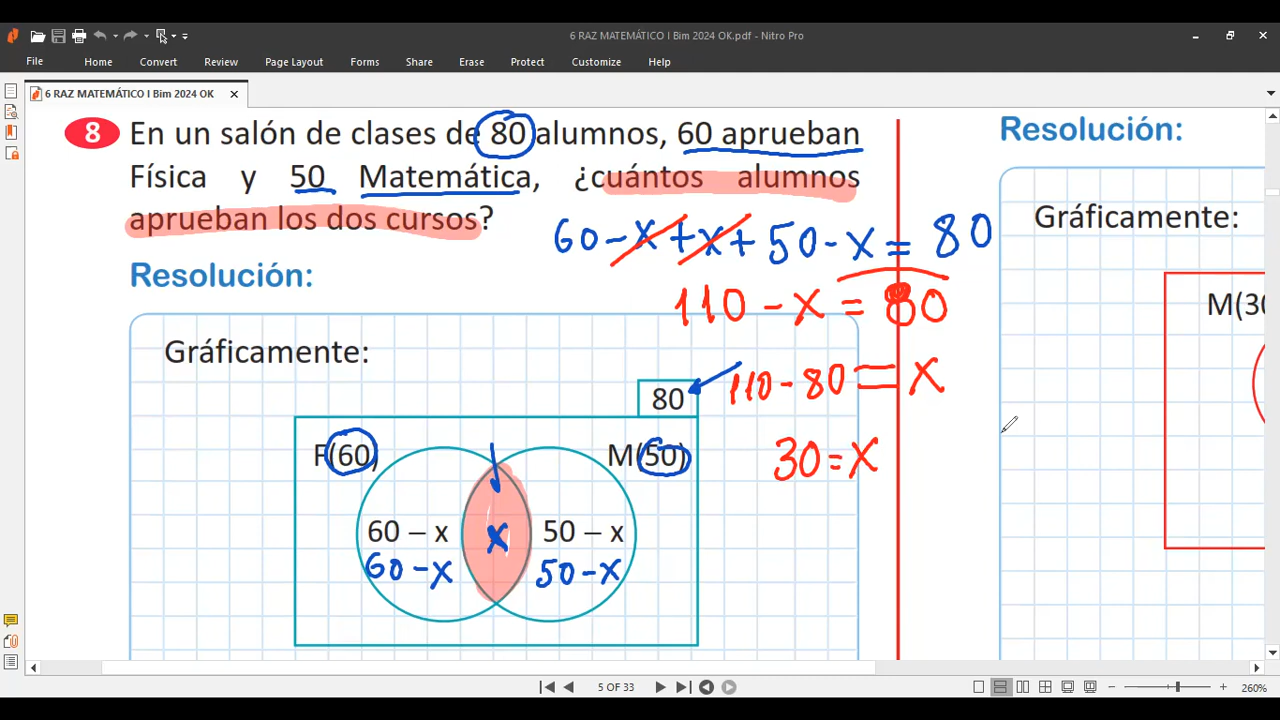 6 RAZ MATEMÁTICO I Bim 2024 OK.pdf - Nitro Pro
File Home Convert Review Page Layout Forms Share Erase Protect Customize Help
6 RAZ MATEMÁTICO I Bim 2024 OK
8 En un salón de clases de 80 alumnos, 60 aprueban
Física y 50 Matemática, ¿cuántos alumnos
aprueban los dos cursos?
60 - x + x + 50 - x = 80
Resolución:
110 - x = 80
Gráficamente:
110 - 80 = x
80
F(60) M(50)
30 = x
60 – x x 50 – x
60 - x 50 - x
Resolución:
Gráficamente:
M(30
5 OF 33
260%